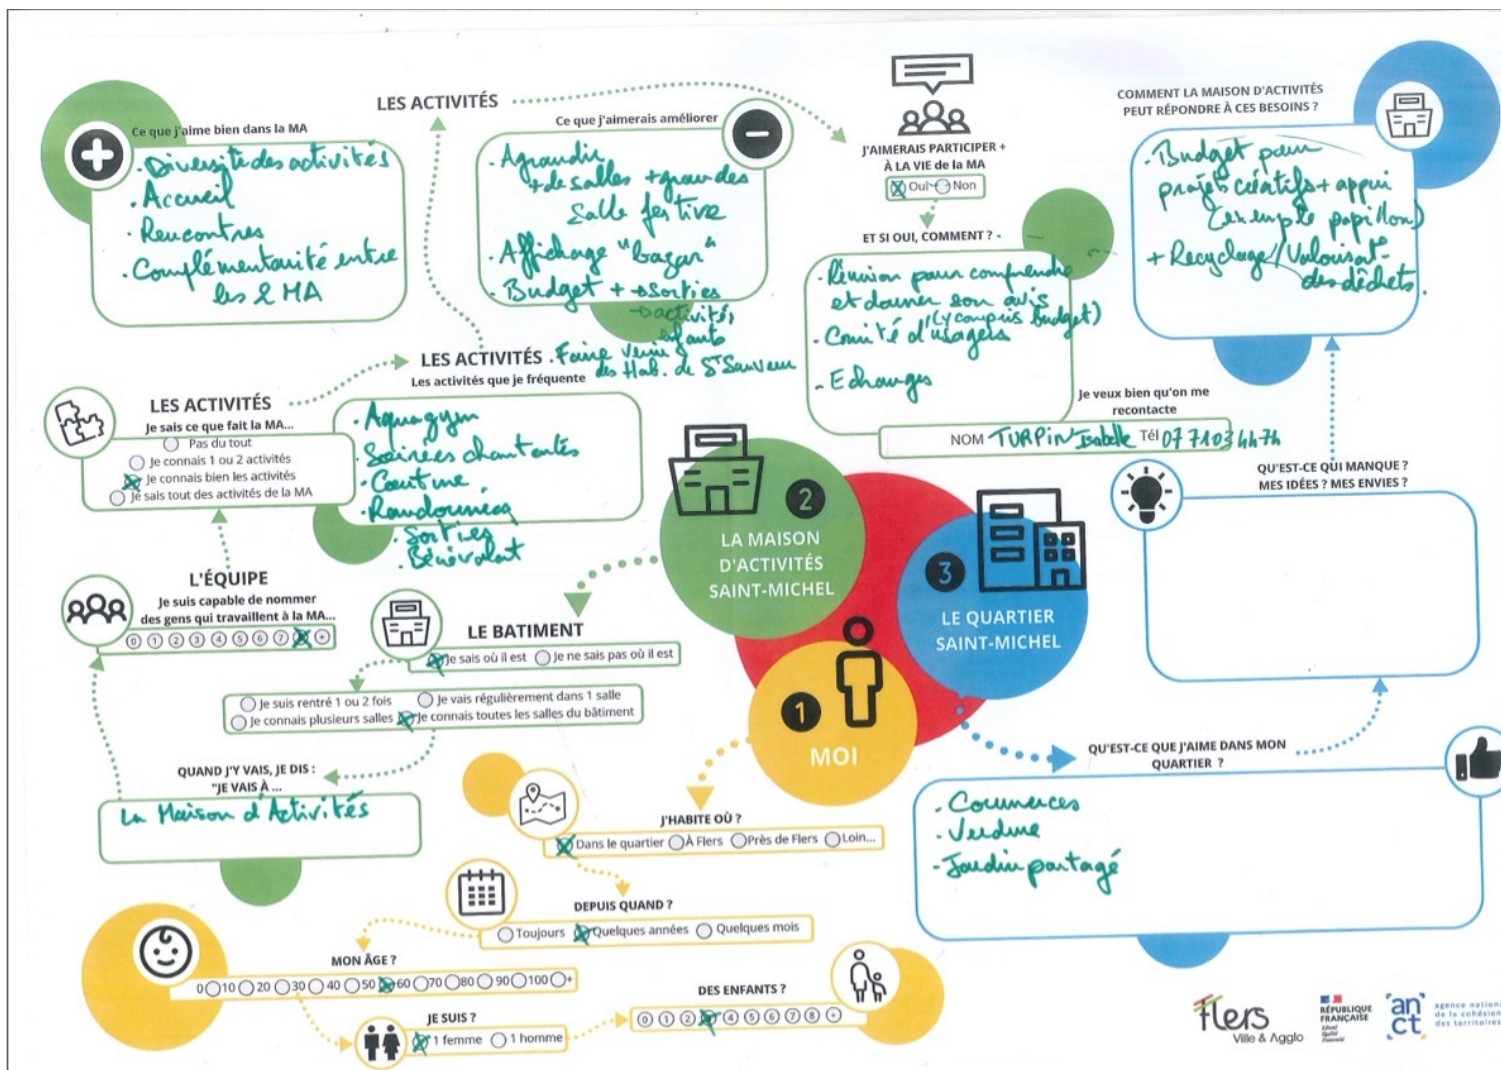 LES ACTIVITÉS
Ce que j'aime bien dans la MA
- Diversité des activités
- Accueil
- Rencontres
- Complémentarité entre
les 2 MA
Ce que j'aimerais améliorer
- Agrandir
+ de salles + grandes
salle festive
- Affichage "bazar"
- Budget + → Sorties
→ activités
enfants
- Faire venir
des Hab. de St Sauveur
J'AIMERAIS PARTICIPER +
À LA VIE de la MA
Oui Non
ET SI OUI, COMMENT ?
- Réunion pour comprendre
et donner son avis
(y compris budget)
- Comité d'usagers
- Echanges
Je veux bien qu'on me
recontacte
NOM TURPIN Isabelle Tél 07 71 03 44 74
COMMENT LA MAISON D'ACTIVITÉS
PEUT RÉPONDRE À CES BESOINS ?
- Budget pour
projets créatifs + appui
(exemple papillon)
+ Recyclage/Valorisat°
des déchets.
LES ACTIVITÉS
Les activités que je fréquente
- Aquagym
- Soirées chantantes
- Couture
- Randonnées
- Sorties
- Bénévolat
LES ACTIVITÉS
Je sais ce que fait la MA...
Pas du tout
Je connais 1 ou 2 activités
Je connais bien les activités
Je sais tout des activités de la MA
L'ÉQUIPE
Je suis capable de nommer
des gens qui travaillent à la MA...
0 1 2 3 4 5 6 7 +
LE BATIMENT
Je sais où il est Je ne sais pas où il est
Je suis rentré 1 ou 2 fois Je vais régulièrement dans 1 salle
Je connais plusieurs salles Je connais toutes les salles du bâtiment
QUAND J'Y VAIS, JE DIS :
"JE VAIS À ...
La Maison d'Activités
2
LA MAISON
D'ACTIVITÉS
SAINT-MICHEL
3
LE QUARTIER
SAINT-MICHEL
1
MOI
QU'EST-CE QUI MANQUE ?
MES IDÉES ? MES ENVIES ?
QU'EST-CE QUE J'AIME DANS MON
QUARTIER ?
- Commerces
- Verdure
- Jardin partagé
J'HABITE OÙ ?
Dans le quartier À Flers Près de Flers Loin...
DEPUIS QUAND ?
Toujours Quelques années Quelques mois
MON ÂGE ?
0 10 20 30 40 50 60 70 80 90 100 +
JE SUIS ?
1 femme 1 homme
DES ENFANTS ?
0 1 2 4 5 6 7 8 +
flers
Ville & Agglo
RÉPUBLIQUE
FRANÇAISE
Liberté
Égalité
Fraternité
an
ct
agence nationa
de la cohésion
des territoires